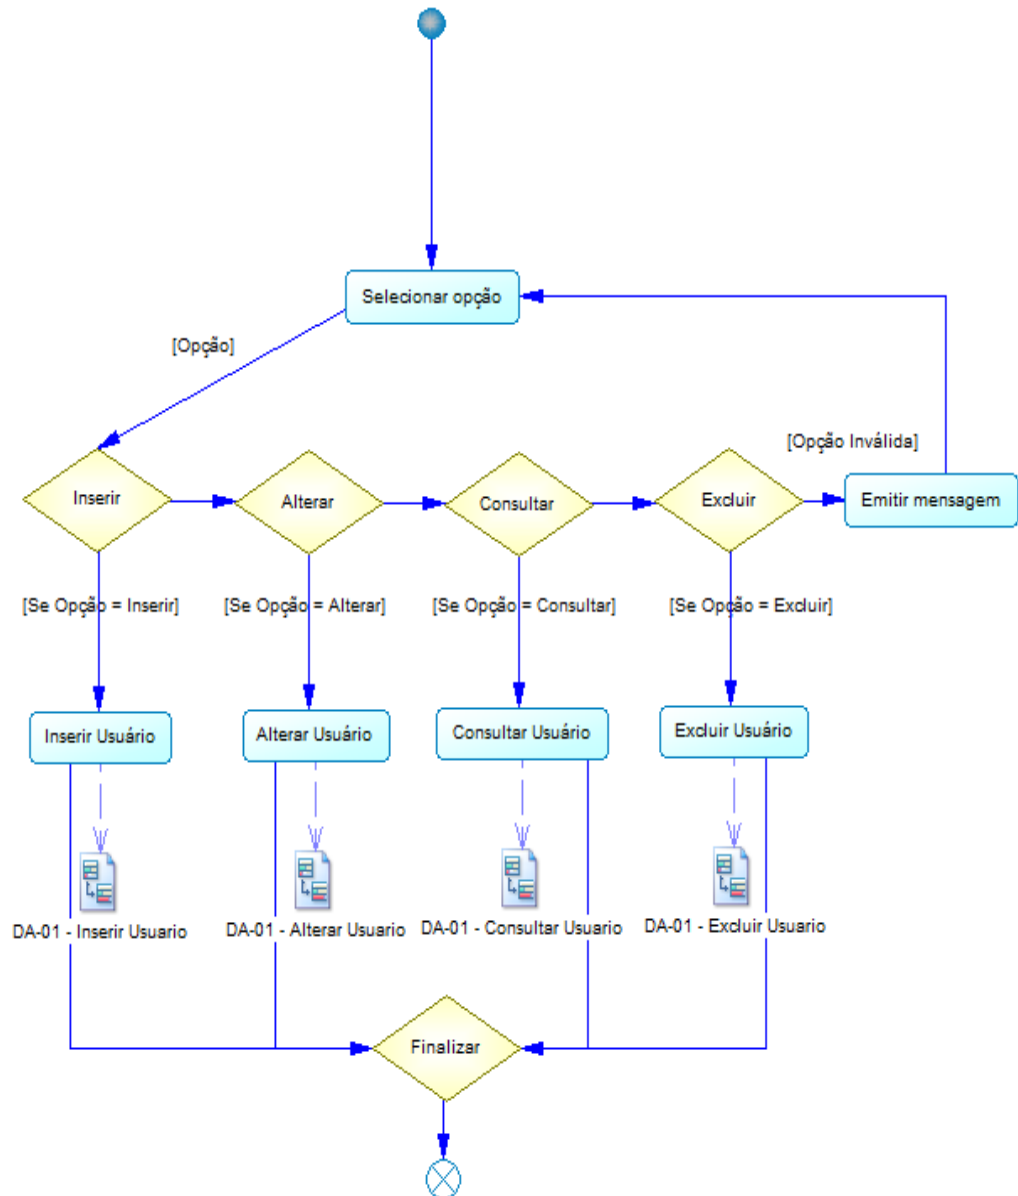 Selecionar opção
[Opção]
[Opção Inválida]
Inserir
Alterar
Consultar
Excluir
Emitir mensagem
[Se Opção = Inserir]
[Se Opção = Alterar]
[Se Opção = Consultar]
[Se Opção = Excluir]
Inserir Usuário
Alterar Usuário
Consultar Usuário
Excluir Usuário
DA-01 - Inserir Usuario
DA-01 - Alterar Usuario
DA-01 - Consultar Usuario
DA-01 - Excluir Usuario
Finalizar